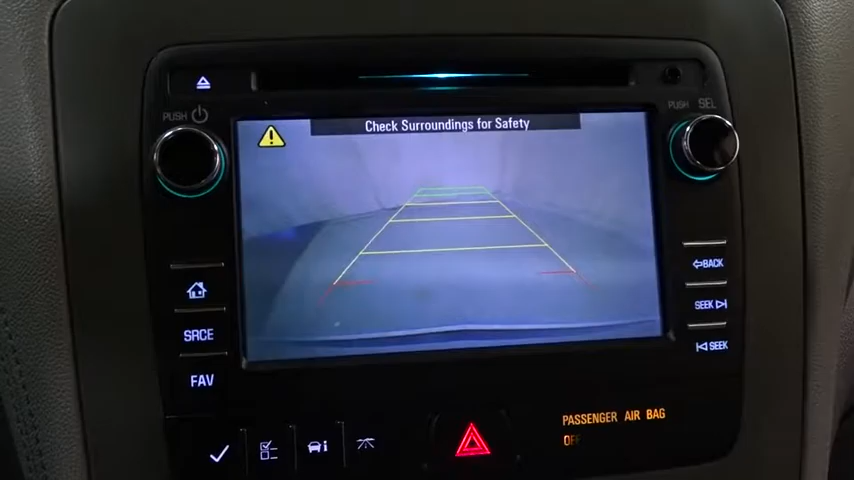 PUSH
Check Surroundings for Safety
PUSH SEL
BACK
SEEK
SEEK
SRCE
FAV
i
PASSENGER AIR BAG
OFF